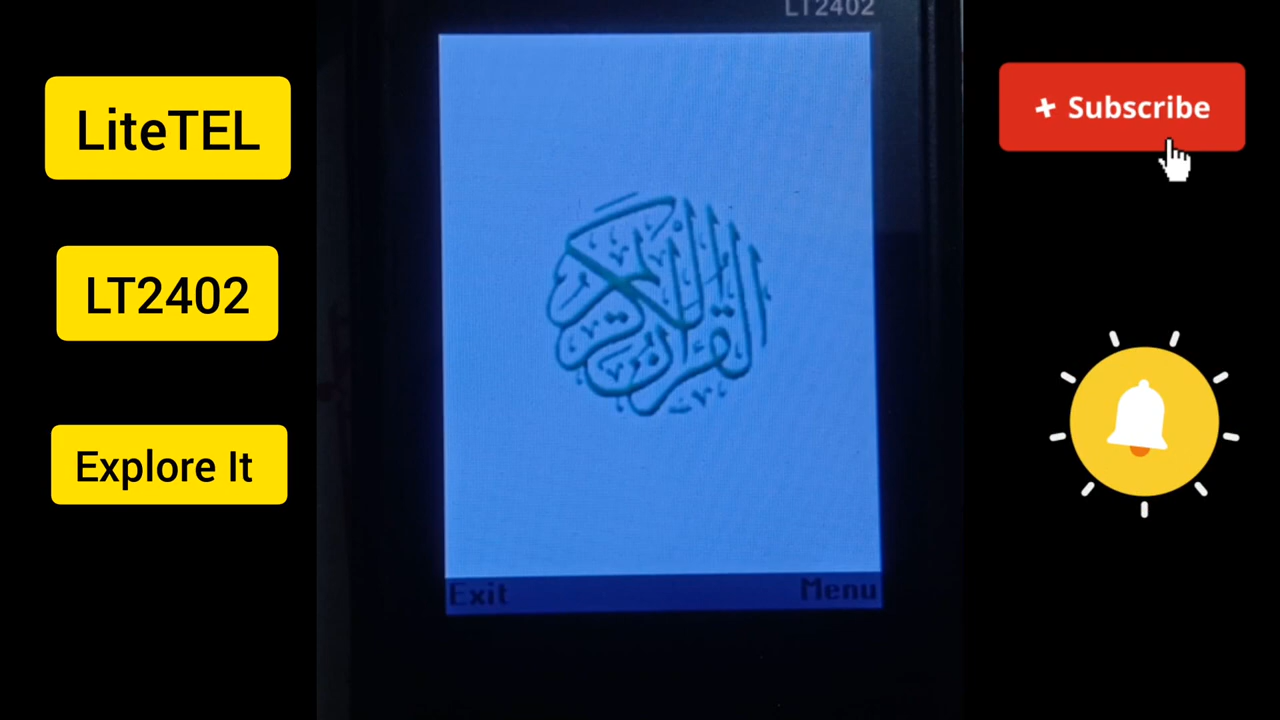 LT2402
LiteTEL
+ Subscribe
LT2402
القرآن الكريم
Explore It
Exit
Menu